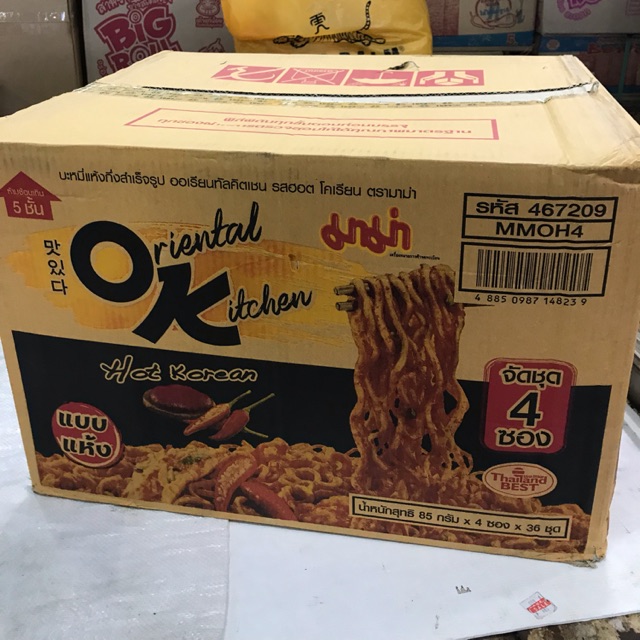 BIG
ROLL
บะหมี่แห้งกึ่งสำเร็จรูป ออเรียนทัลคิตเชน รสฮอต โคเรียน ตรามาม่า
ห้ามซ้อนเกิน
5 ชั้น
맛있다
Oriental
Kitchen
มาม่า
รหัส 467209
MMOH4
4 885 0987 14823 9
Hot Korean
แบบ
แห้ง
จัดชุด
4
ซอง
Thailand
BEST
น้ำหนักสุทธิ 85 กรัม x 4 ซอง x 36 ชุด